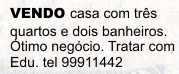 VENDO casa com três
quartos e dois banheiros.
Ótimo negócio. Tratar com
Edu. tel 99911442